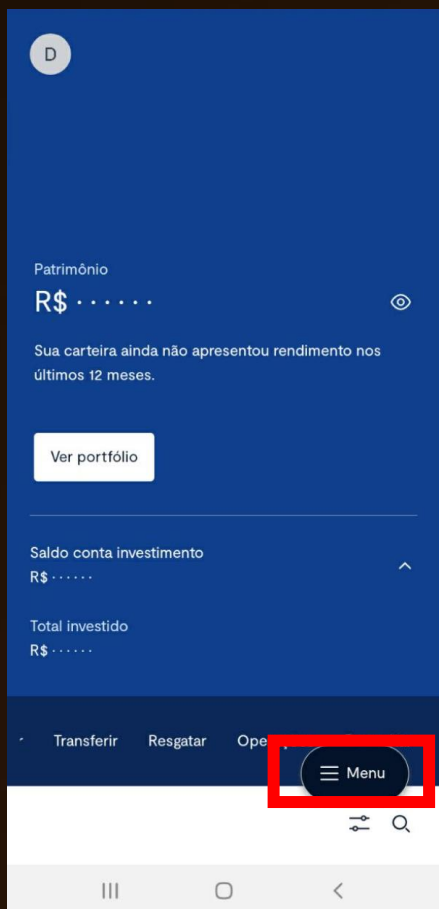 D
Patrimônio
R$ ······
Sua carteira ainda não apresentou rendimento nos
últimos 12 meses.
Ver portfólio
Saldo conta investimento
R$ ······
Total investido
R$ ······
Transferir Resgatar
Menu